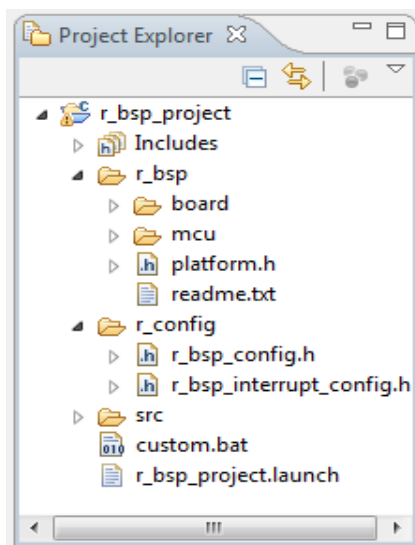 Project Explorer
r_bsp_project
Includes
r_bsp
board
mcu
platform.h
readme.txt
r_config
r_bsp_config.h
r_bsp_interrupt_config.h
src
custom.bat
r_bsp_project.launch